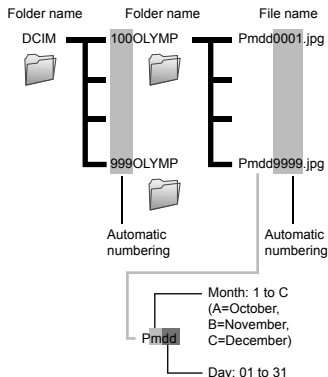 Folder name Folder name File name
DCIM 100OLYMP Pmdd0001.jpg
999OLYMP Pmdd9999.jpg
Automatic numbering
Automatic numbering
Month: 1 to C
(A=October,
B=November,
C=December)
Pmdd
Day: 01 to 31